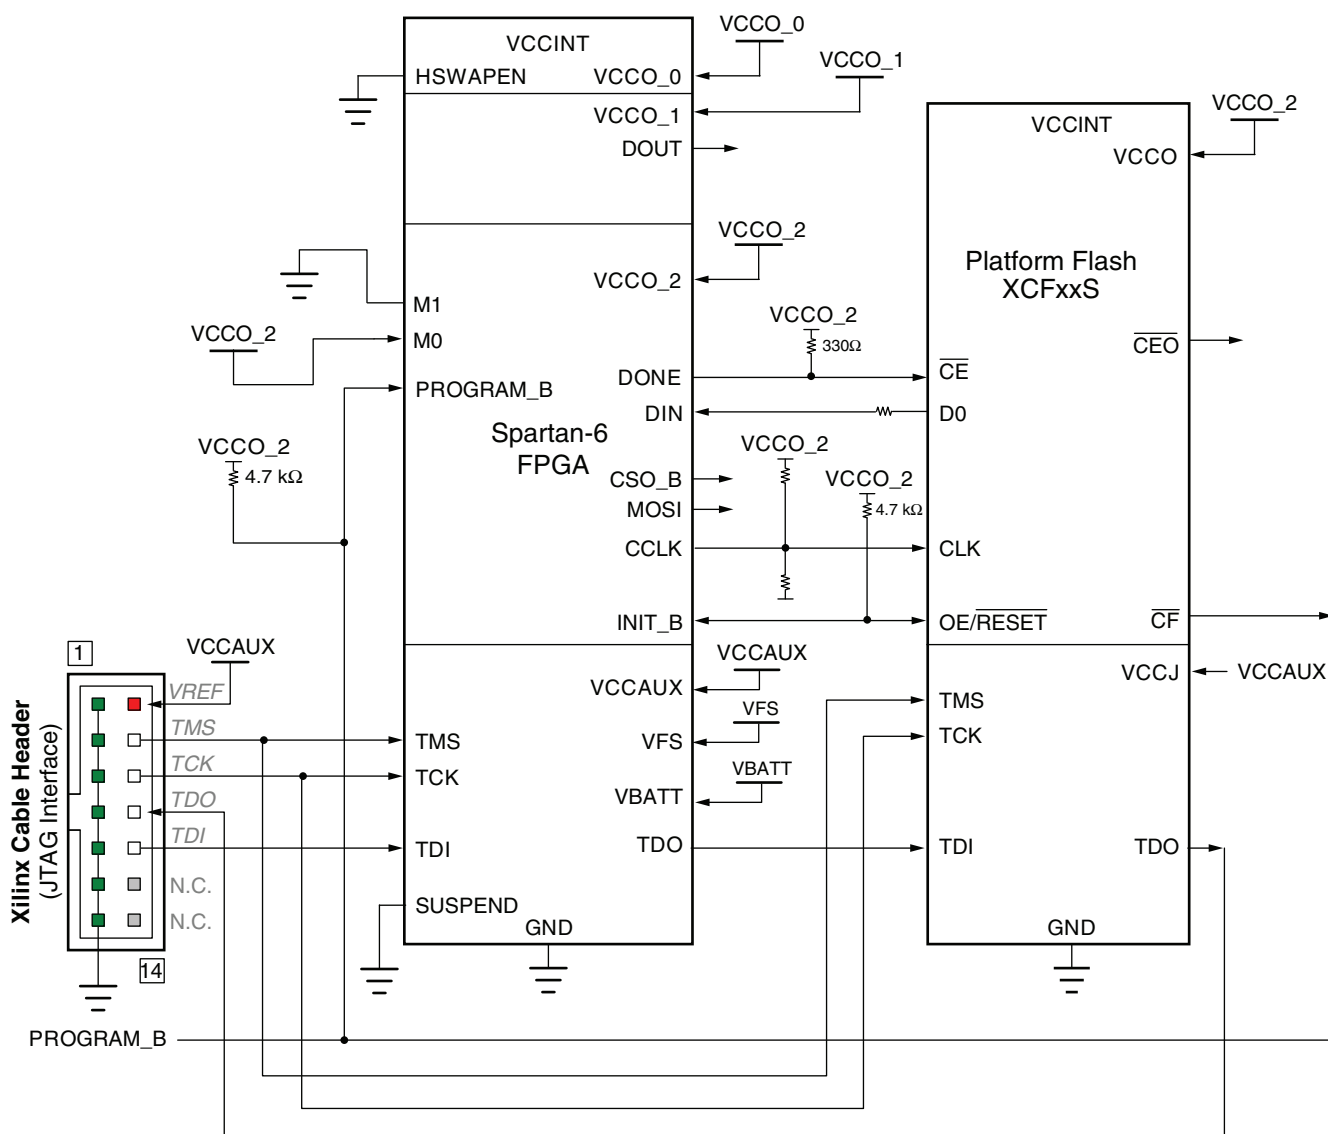 VCCO_0
VCCINT
HSWAPEN
VCCO_0
VCCO_1
VCCO_1
DOUT
VCCINT
VCCO_2
VCCO
VCCO_2
VCCO_2
Platform Flash
XCFxxS
M1
VCCO_2
M0
VCCO_2
330Ω
CEO
DONE
CE
PROGRAM_B
DIN
D0
Spartan-6
FPGA
VCCO_2
4.7 kΩ
VCCO_2
CSO_B
VCCO_2
4.7 kΩ
MOSI
CCLK
CLK
INIT_B
OE/RESET
CF
1
VCCAUX
VCCAUX
VCCAUX
VCCJ
VCCAUX
VREF
TMS
VFS
TMS
TMS
VFS
TCK
TCK
TCK
VBATT
VBATT
TDO
TDI
TDI
TDO
TDI
TDO
N.C.
N.C.
SUSPEND
GND
GND
14
Xilinx Cable Header
(JTAG Interface)
PROGRAM_B